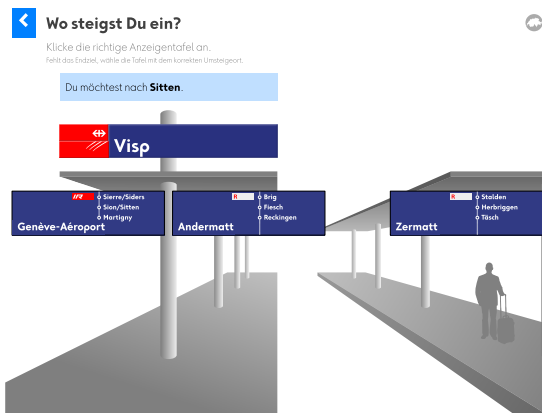 Wo steigst Du ein?
Klicke die richtige Anzeigentafel an.
Fehlt das Endziel, wähle die Tafel mit dem korrekten Umsteigeort.
Du möchtest nach Sitten.
Visp
IR
Sierre/Siders
Sion/Sitten
Martigny
Genève-Aéroport
R
Brig
Fiesch
Reckingen
Andermatt
R
Stalden
Herbriggen
Täsch
Zermatt